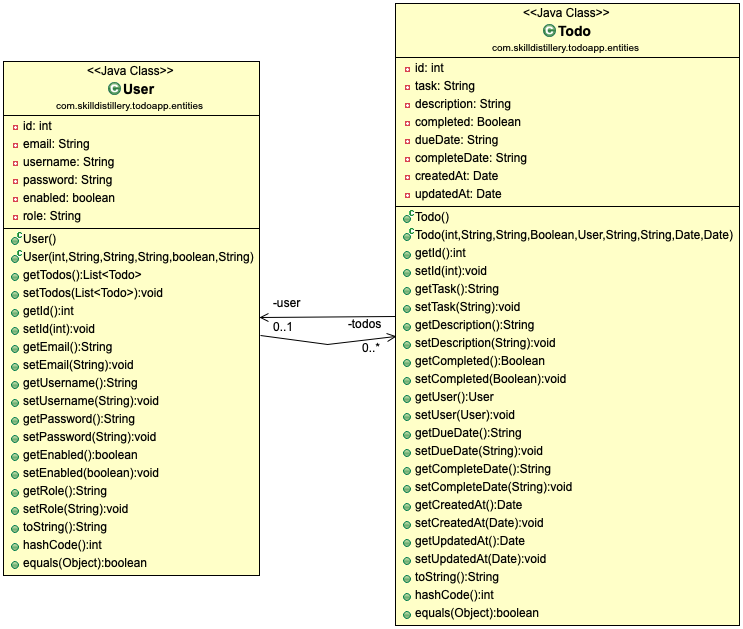 <<Java Class>>
User
com.skilldistillery.todoapp.entities
id: int
email: String
username: String
password: String
enabled: boolean
role: String
User()
User(int,String,String,String,boolean,String)
getTodos():List<Todo>
setTodos(List<Todo>):void
getId():int
setId(int):void
getEmail():String
setEmail(String):void
getUsername():String
setUsername(String):void
getPassword():String
setPassword(String):void
getEnabled():boolean
setEnabled(boolean):void
getRole():String
setRole(String):void
toString():String
hashCode():int
equals(Object):boolean
-user
0..1
-todos
0..*
<<Java Class>>
Todo
com.skilldistillery.todoapp.entities
id: int
task: String
description: String
completed: Boolean
dueDate: String
completeDate: String
createdAt: Date
updatedAt: Date
Todo()
Todo(int,String,String,Boolean,User,String,String,Date,Date)
getId():int
setId(int):void
getTask():String
setTask(String):void
getDescription():String
setDescription(String):void
getCompleted():Boolean
setCompleted(Boolean):void
getUser():User
setUser(User):void
getDueDate():String
setDueDate(String):void
getCompleteDate():String
setCompleteDate(String):void
getCreatedAt():Date
setCreatedAt(Date):void
getUpdatedAt():Date
setUpdatedAt(Date):void
toString():String
hashCode():int
equals(Object):boolean